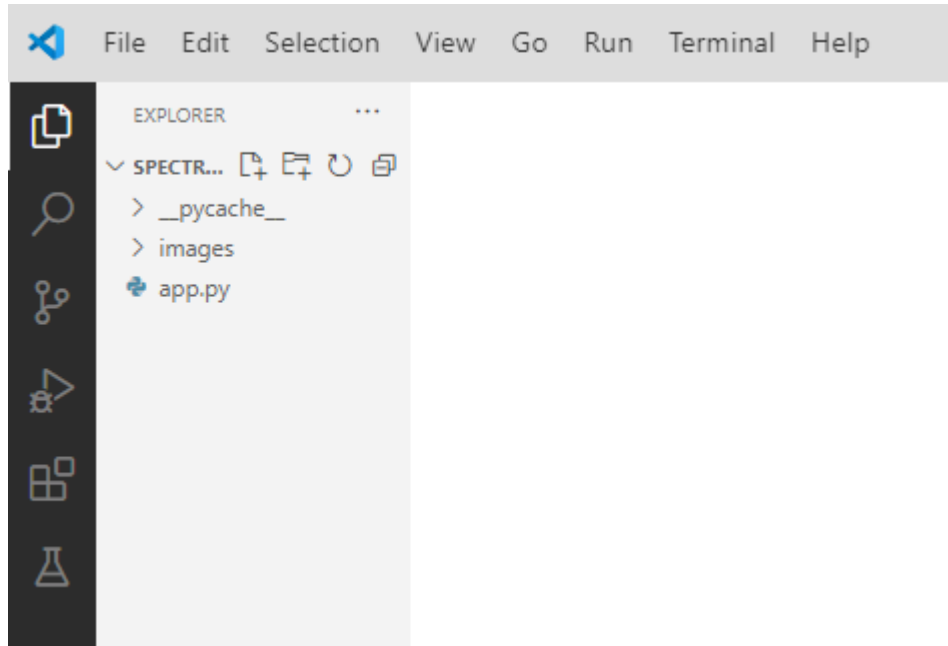 File Edit Selection View Go Run Terminal Help
EXPLORER ...
SPECTR...
__pycache__
images
app.py